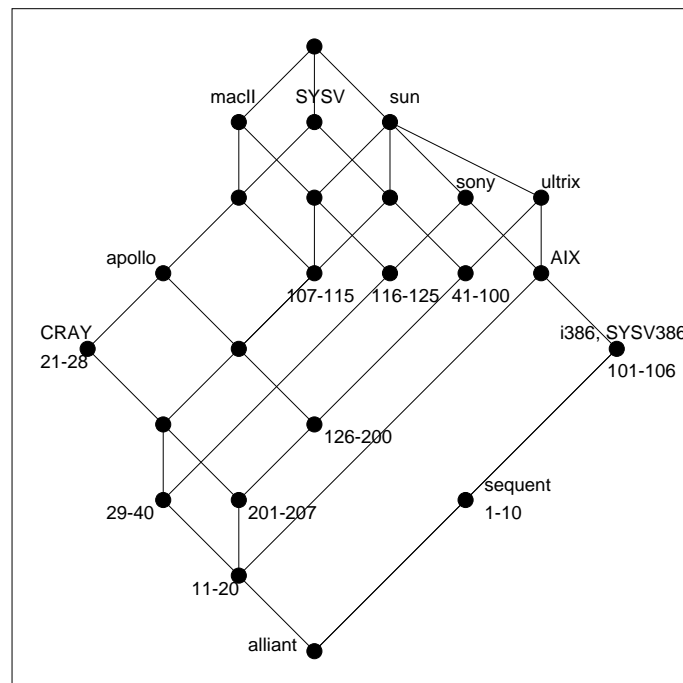 macII
SYSV
sun
sony
ultrix
apollo
AIX
107-115
116-125
41-100
CRAY
i386, SYSV386
21-28
101-106
126-200
sequent
29-40
201-207
1-10
11-20
alliant